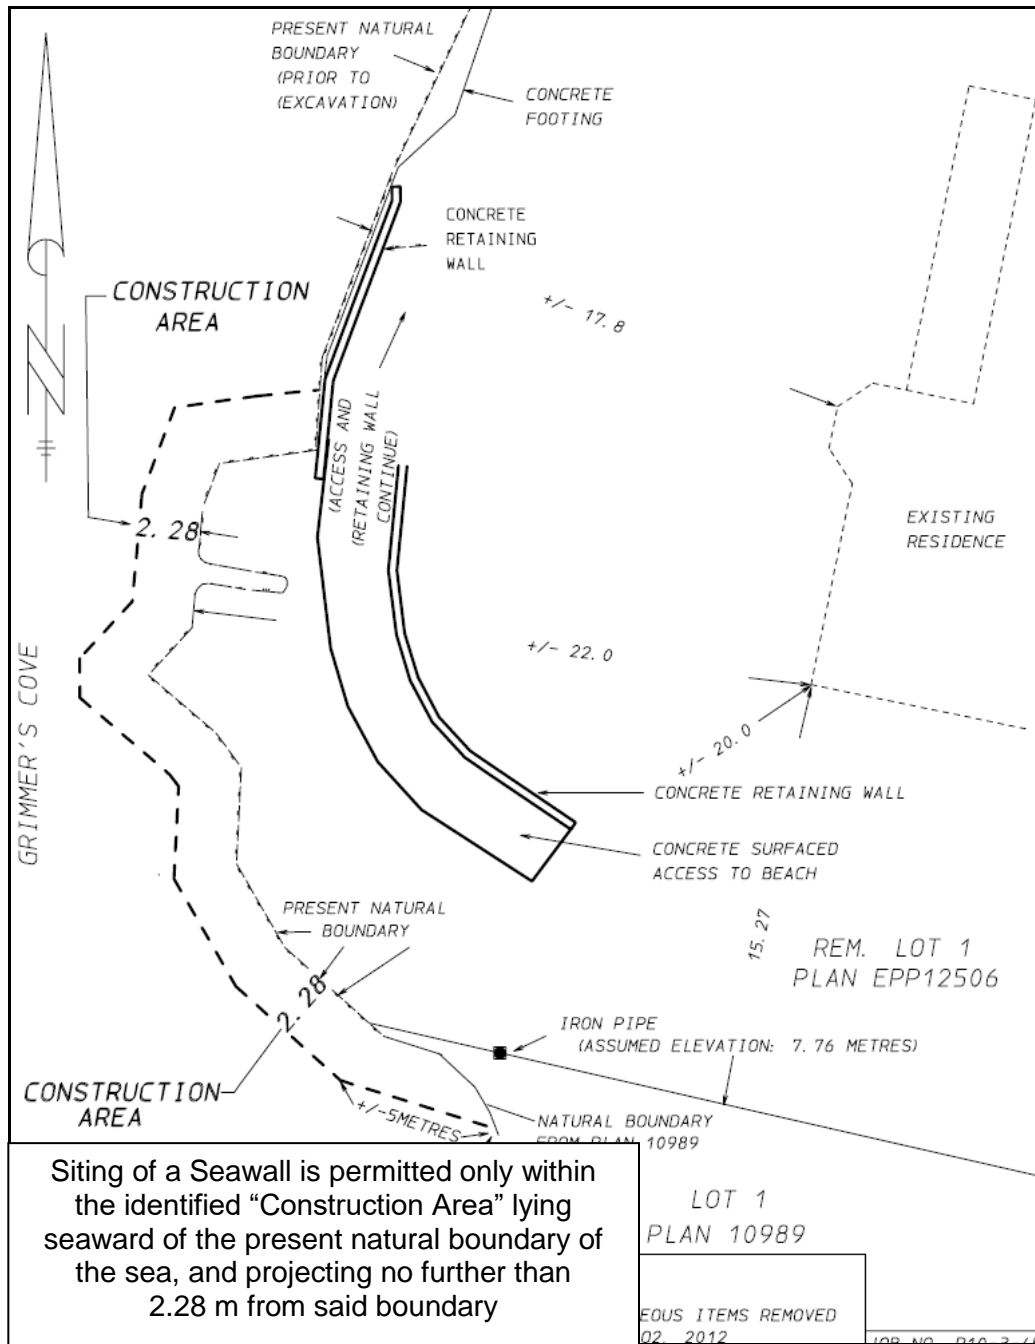 PRESENT NATURAL
BOUNDARY
(PRIOR TO
(EXCAVATION)
CONCRETE
FOOTING
CONCRETE
RETAINING
WALL
CONSTRUCTION
AREA
+/- 17.8
(ACCESS AND
(RETAINING WALL
CONTINUE)
N
2.28
EXISTING
RESIDENCE
GRIMMER'S COVE
+/- 22.0
+/- 20.0
CONCRETE RETAINING WALL
CONCRETE SURFACED
ACCESS TO BEACH
PRESENT NATURAL
BOUNDARY
15.27
REM. LOT 1
PLAN EPP12506
2.28
IRON PIPE
(ASSUMED ELEVATION: 7.76 METRES)
CONSTRUCTION
AREA
+/-5METRES
NATURAL BOUNDARY
FROM PLAN 10989
Siting of a Seawall is permitted only within
the identified “Construction Area” lying
seaward of the present natural boundary of
the sea, and projecting no further than
2.28 m from said boundary
LOT 1
PLAN 10989
EOUS ITEMS REMOVED
02, 2012
JOB NO.